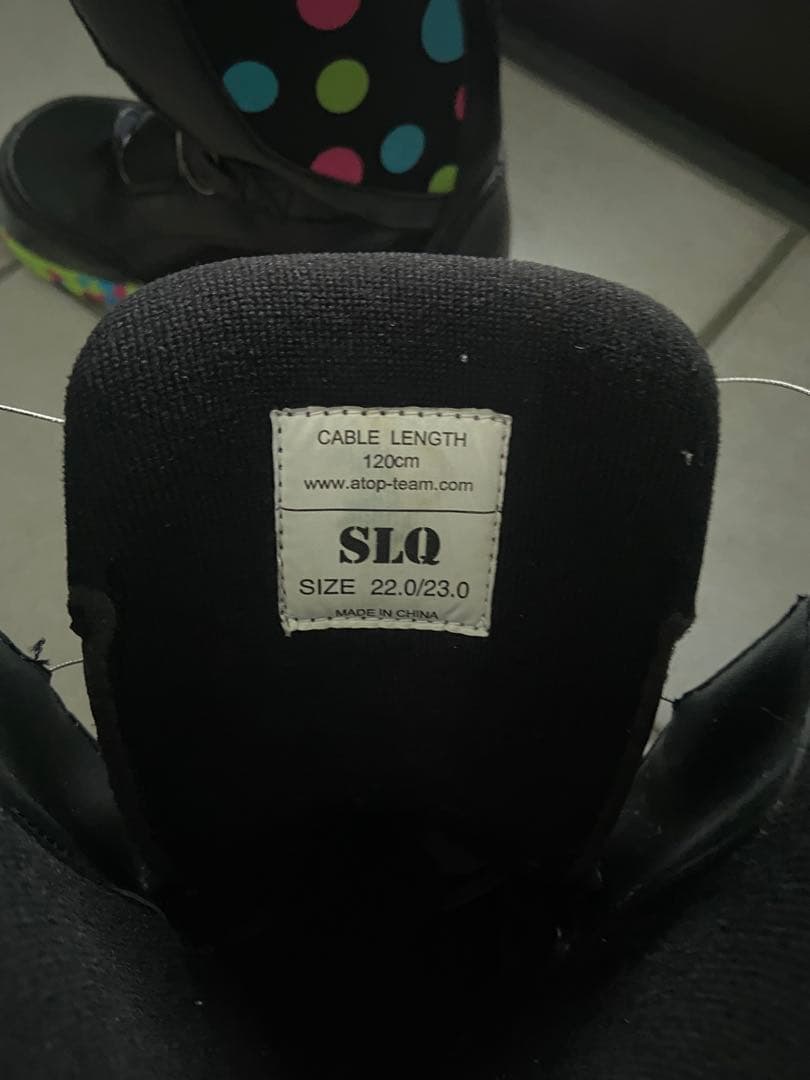 CABLE LENGTH
120cm
www.atop-team.com
SLQ
SIZE 22.0/23.0
MADE IN CHINA